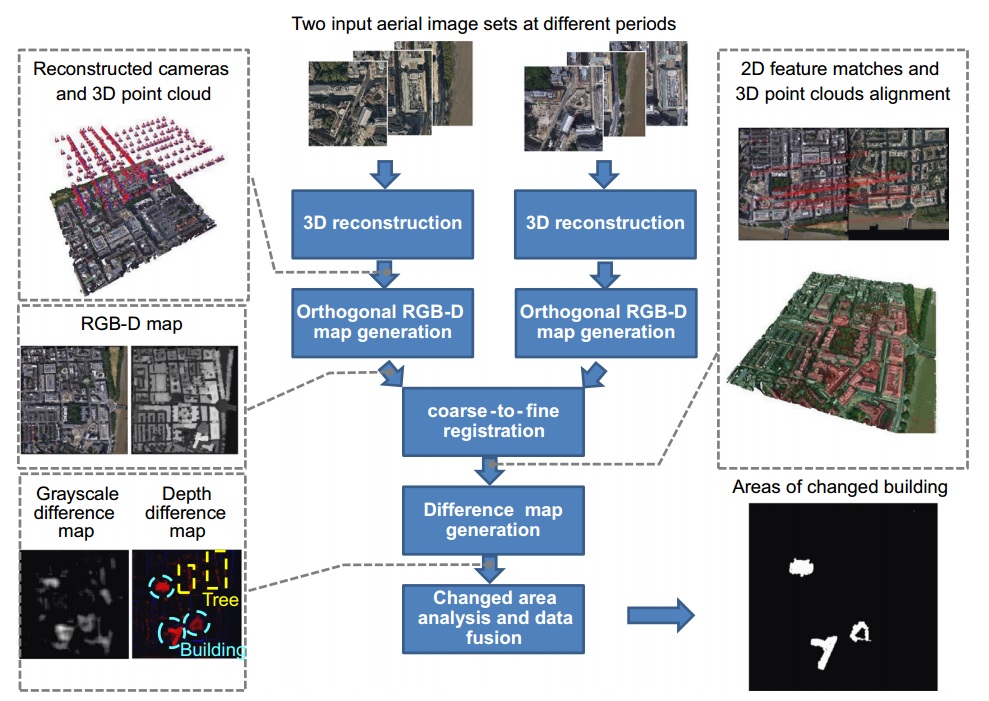 Two input aerial image sets at different periods
Reconstructed cameras
and 3D point cloud
2D feature matches and
3D point clouds alignment
3D reconstruction
3D reconstruction
Orthogonal RGB-D
map generation
Orthogonal RGB-D
map generation
RGB-D map
coarse-to-fine
registration
Grayscale
difference
map
Depth
difference
map
Tree
Building
Difference map
generation
Areas of changed building
Changed area
analysis and data
fusion